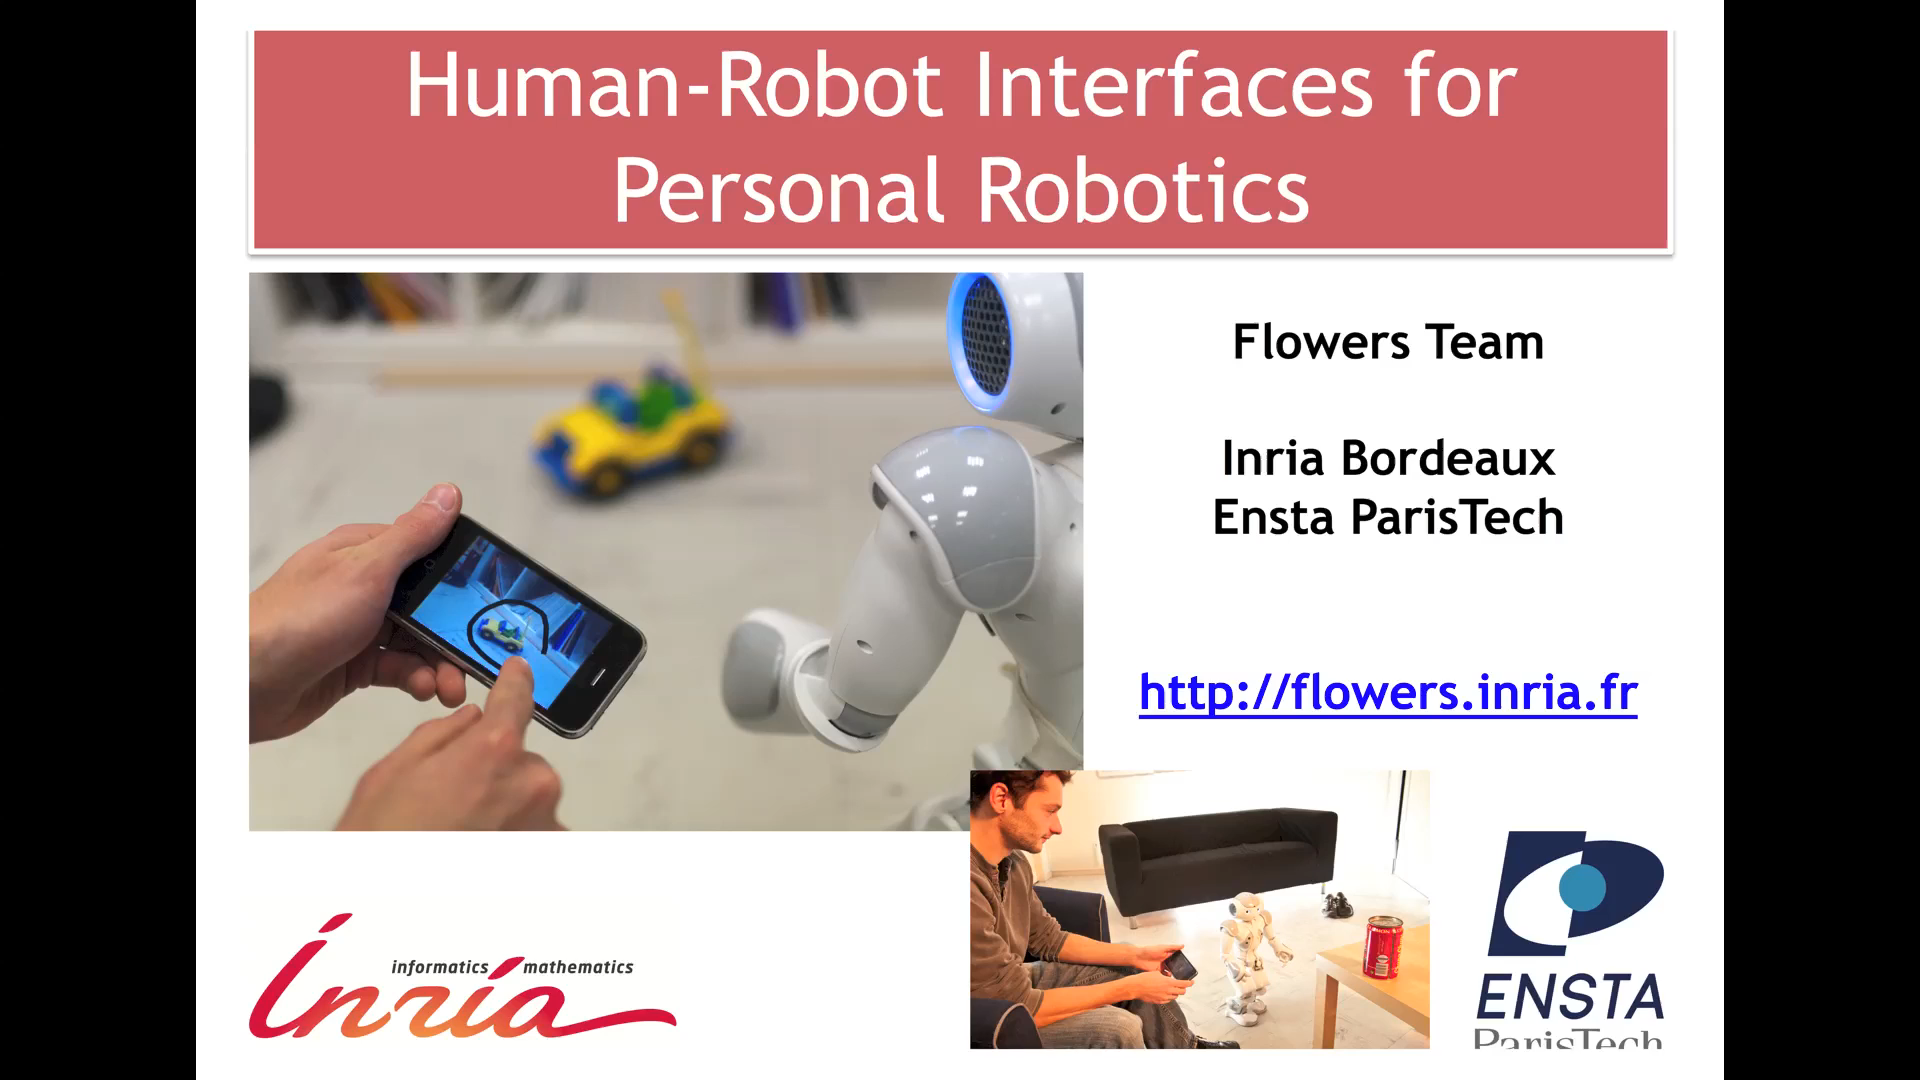 Human-Robot Interfaces for
Personal Robotics
Flowers Team
Inria Bordeaux
Ensta ParisTech
http://flowers.inria.fr
informatics mathematics
inria
ENSTA
ParisTech